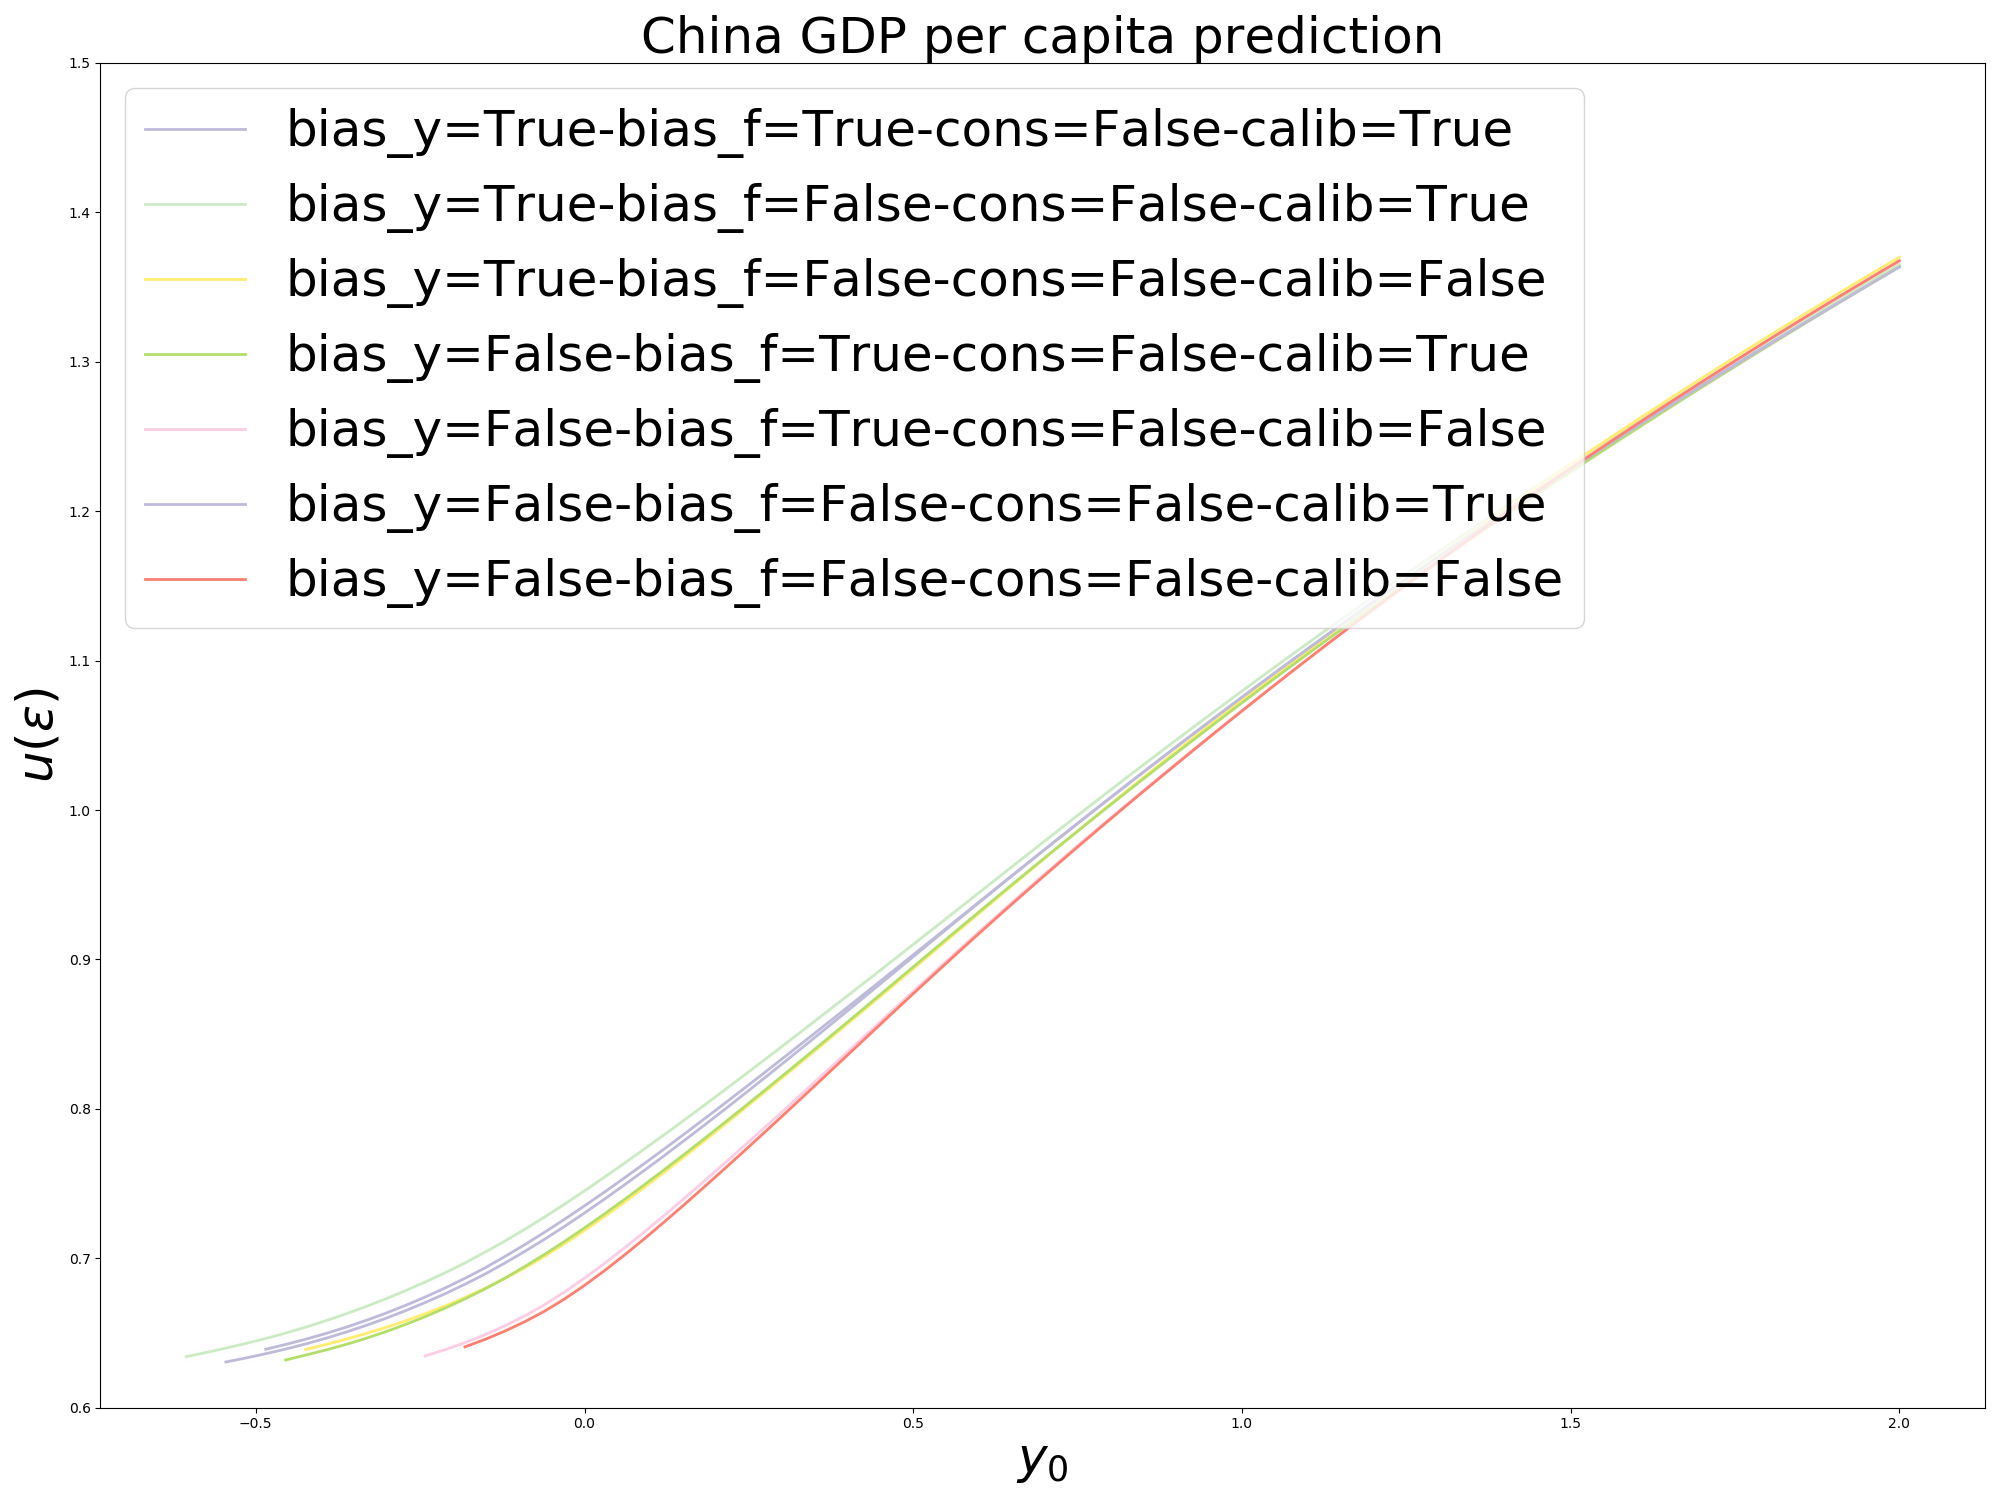 China GDP per capita prediction
bias_y=True-bias_f=True-cons=False-calib=True
bias_y=True-bias_f=False-cons=False-calib=True
bias_y=True-bias_f=False-cons=False-calib=False
bias_y=False-bias_f=True-cons=False-calib=True
bias_y=False-bias_f=True-cons=False-calib=False
bias_y=False-bias_f=False-cons=False-calib=True
bias_y=False-bias_f=False-cons=False-calib=False
u(ε)
1.5
1.4
1.3
1.2
1.1
1.0
0.9
0.8
0.7
0.6
−0.5
0.0
0.5
1.0
1.5
2.0
y₀